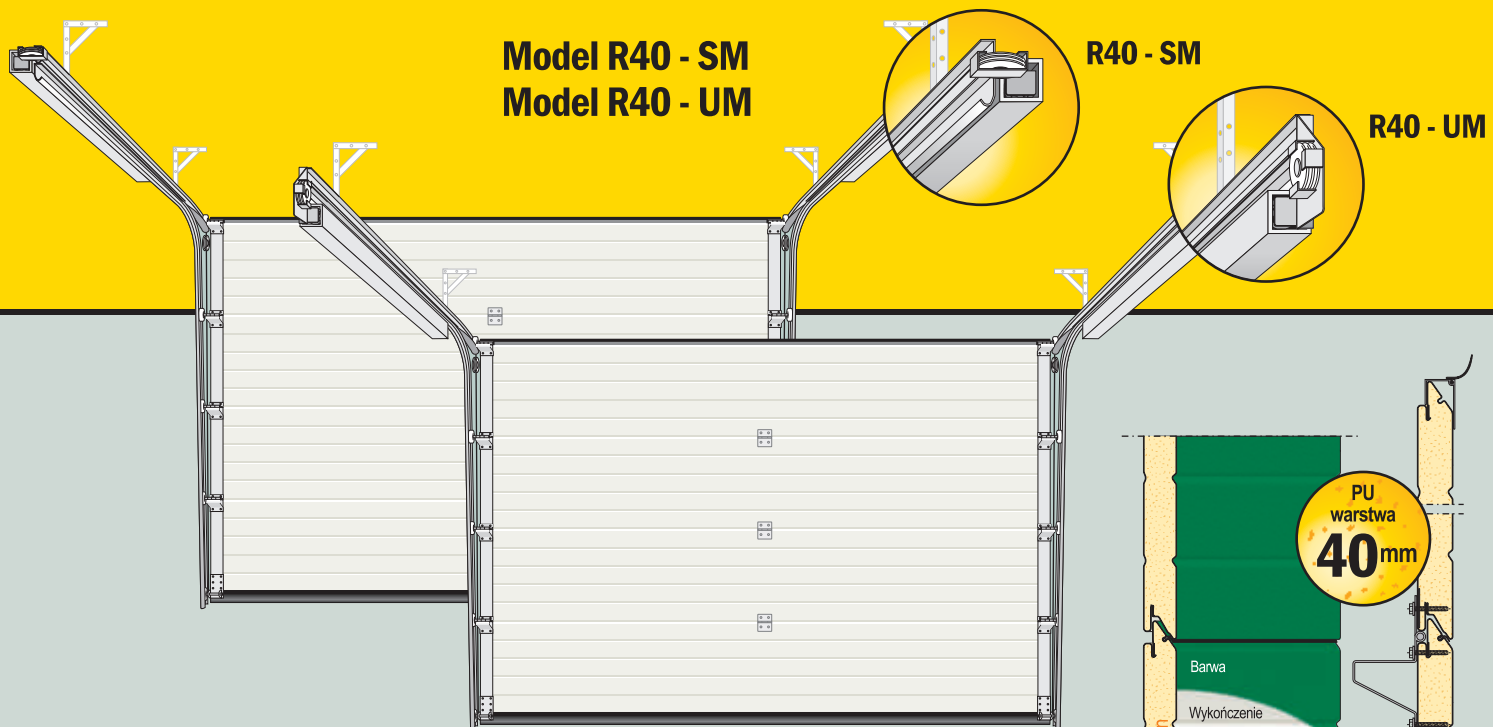 Model R40 - SM
Model R40 - UM
R40 - SM
R40 - UM
PU
warstwa
40mm
Barwa
Wykończenie